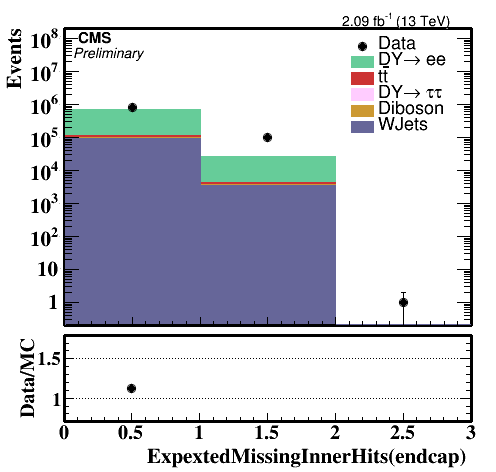 2.09 fb⁻¹ (13 TeV)
CMS
Preliminary
Events
10⁸
10⁷
10⁶
10⁵
10⁴
10³
10²
10
1
Data
DY→ ee
tt̄
DY→ ττ
Diboson
WJets
Data/MC
1.5
1
0 0.5 1 1.5 2 2.5 3
ExpextedMissingInnerHits(endcap)